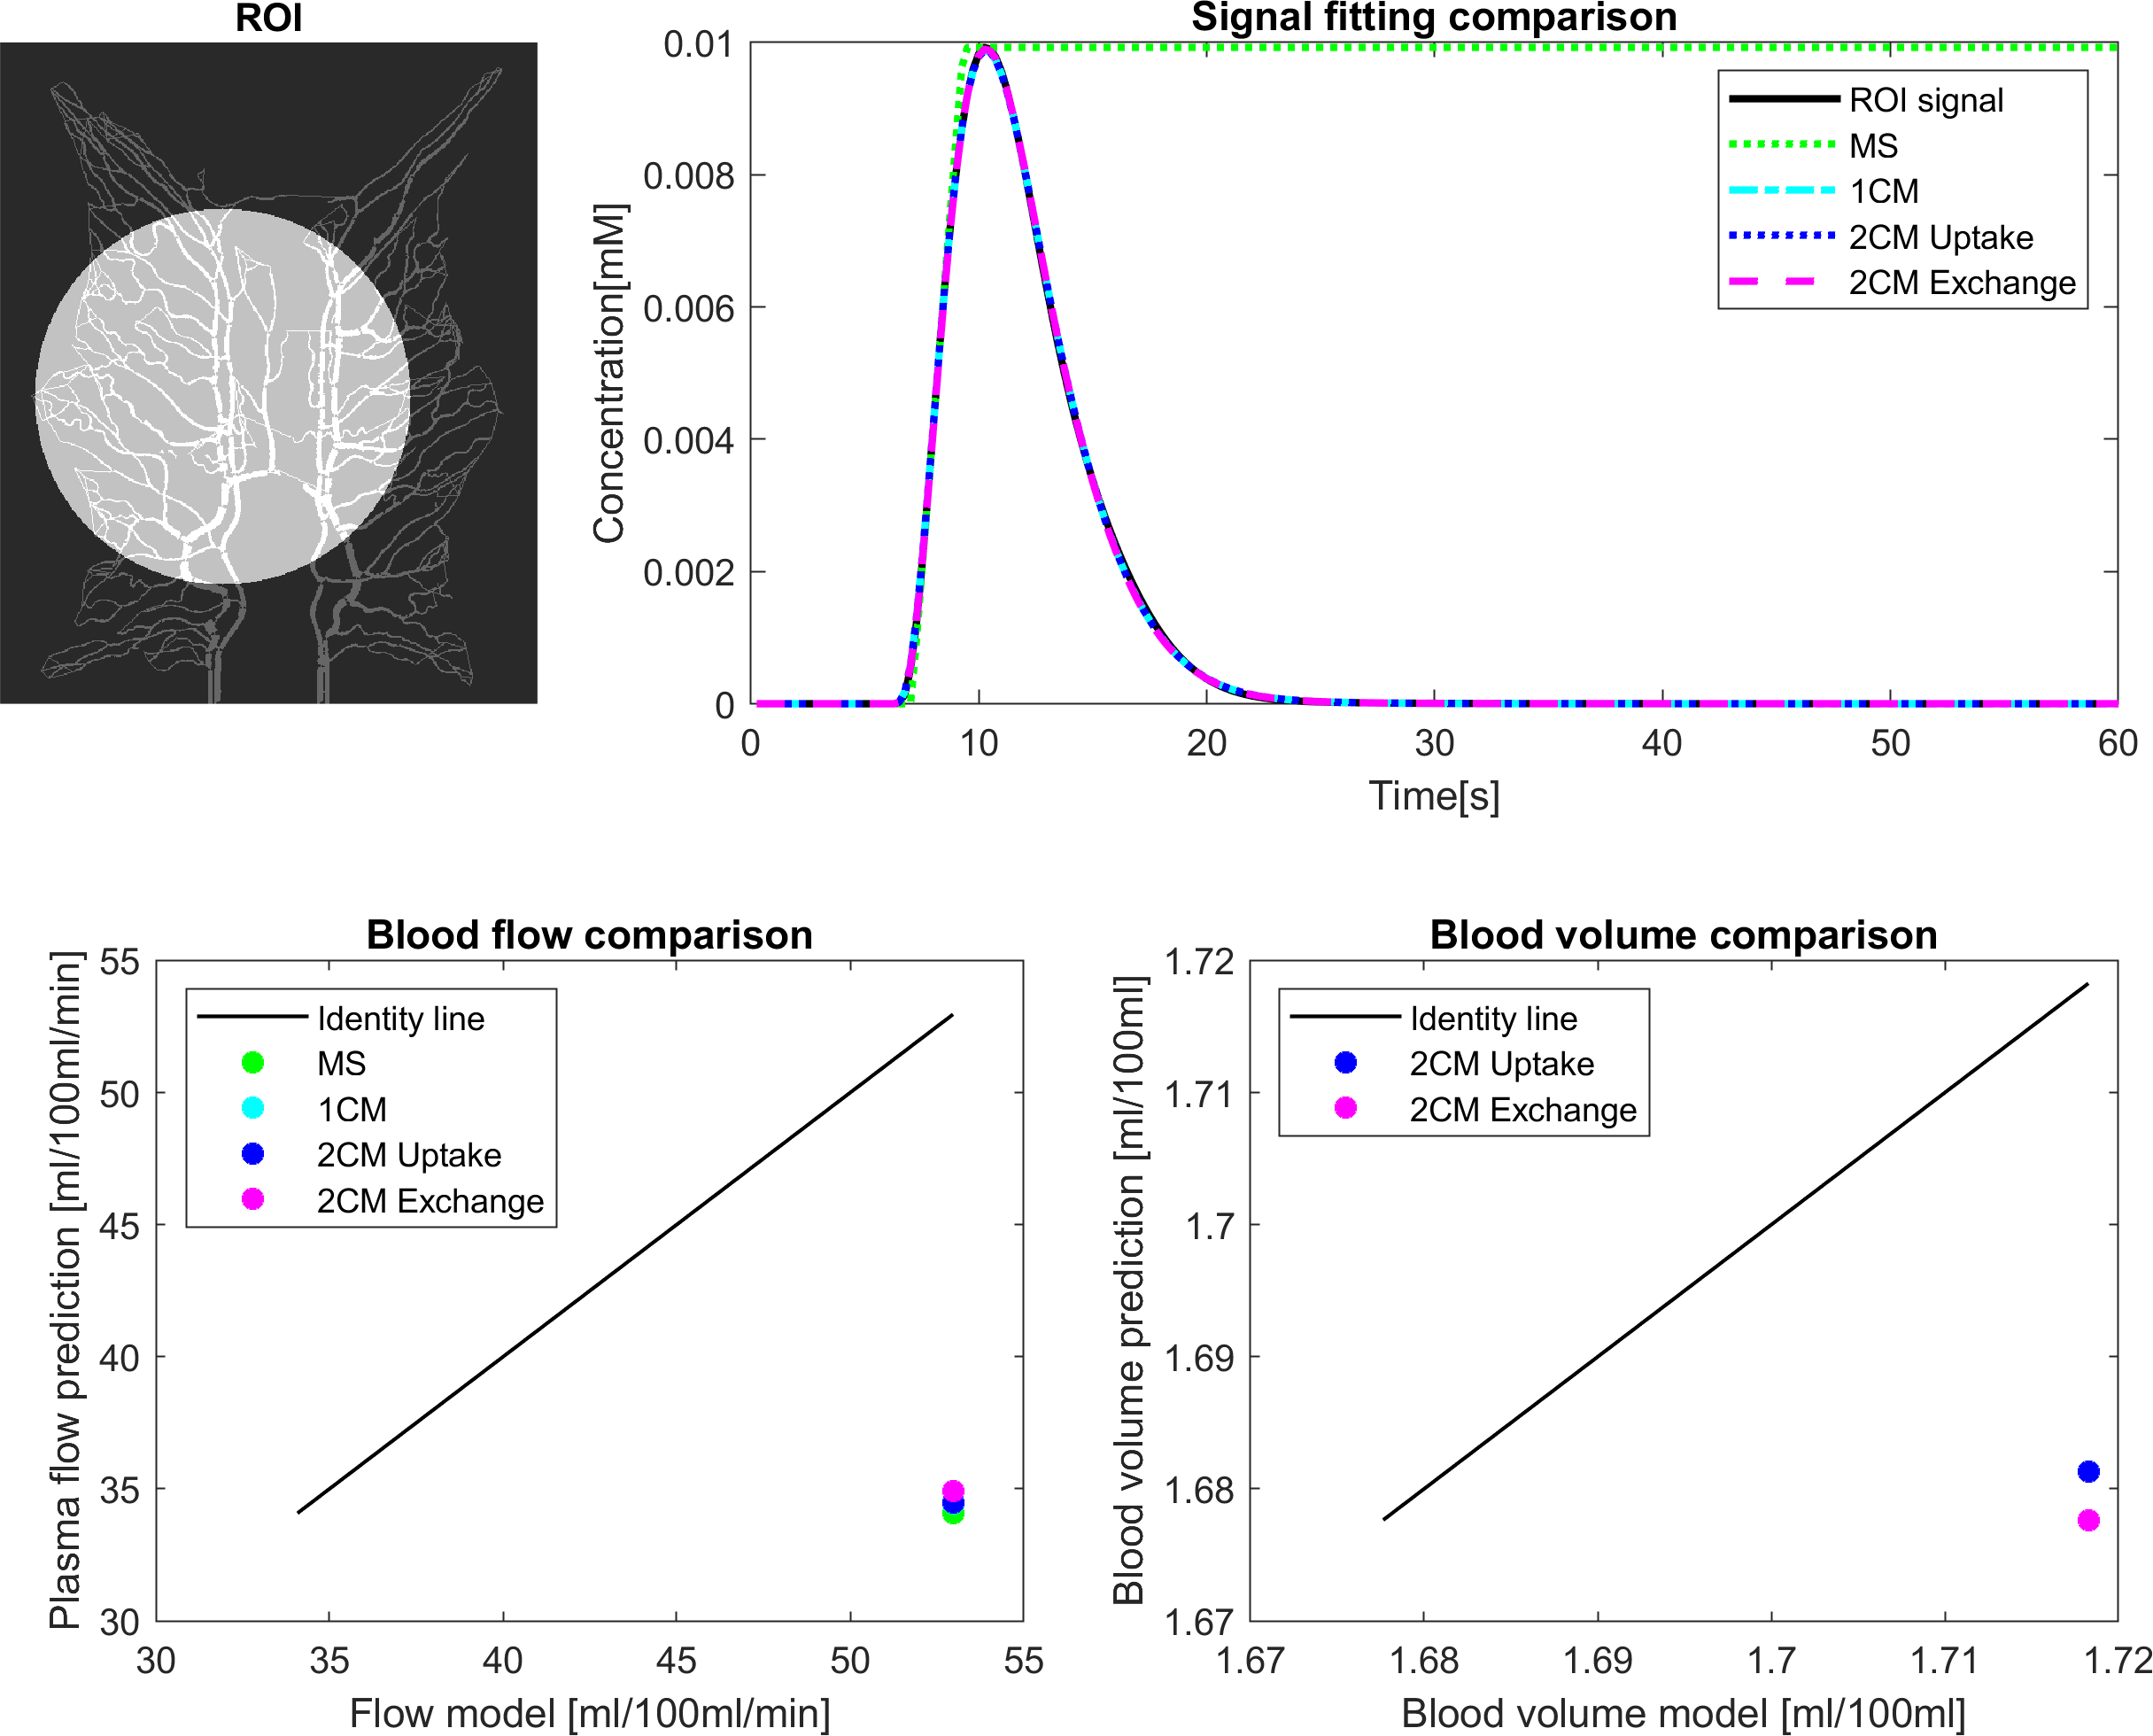 ROI
Signal fitting comparison
0.01
0.008
0.006
0.004
0.002
0
Concentration[mM]
ROI signal
MS
1CM
2CM Uptake
2CM Exchange
0 10 20 30 40 50 60
Time[s]
Blood flow comparison
55
50
45
40
35
30
Plasma flow prediction [ml/100ml/min]
Identity line
MS
1CM
2CM Uptake
2CM Exchange
30 35 40 45 50 55
Flow model [ml/100ml/min]
Blood volume comparison
1.72
1.71
1.7
1.69
1.68
1.67
Blood volume prediction [ml/100ml]
Identity line
2CM Uptake
2CM Exchange
1.67 1.68 1.69 1.7 1.71 1.72
Blood volume model [ml/100ml]